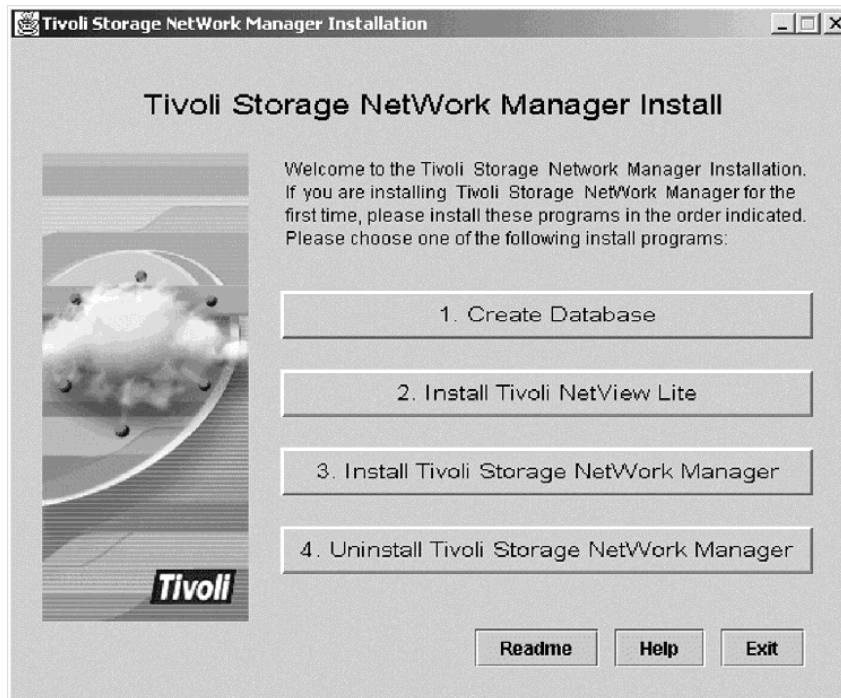 Tivoli Storage NetWork Manager Installation
Tivoli Storage NetWork Manager Install
Welcome to the Tivoli Storage Network Manager Installation.
If you are installing Tivoli Storage NetWork Manager for the
first time, please install these programs in the order indicated.
Please choose one of the following install programs:
1. Create Database
2. Install Tivoli NetView Lite
3. Install Tivoli Storage NetWork Manager
4. Uninstall Tivoli Storage NetWork Manager
Tivoli
Readme Help Exit